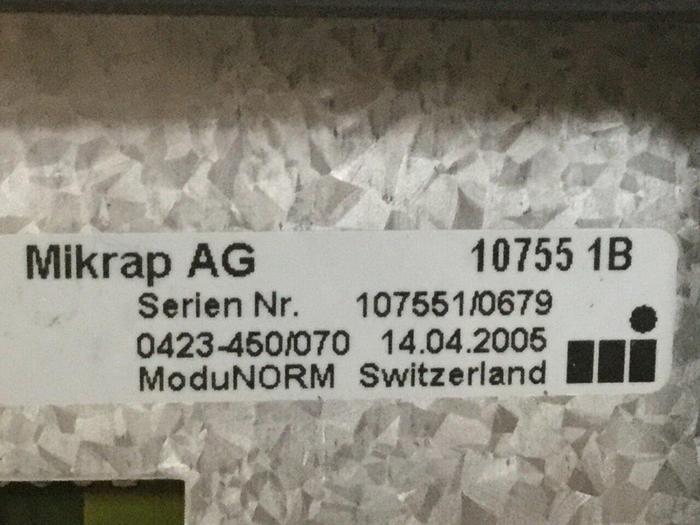 Mikrap AG 10755 1B
Serien Nr. 107551/0679
0423-450/070 14.04.2005
ModuNORM Switzerland